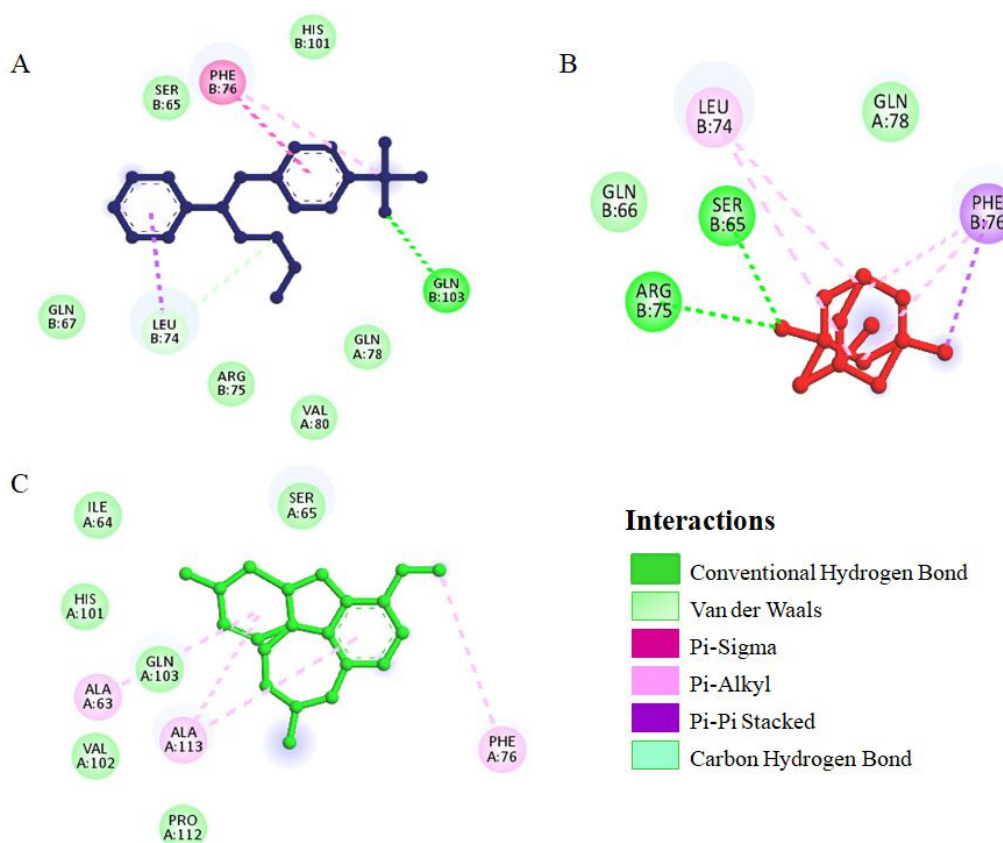 A
HIS
B:101
PHE
B:76
SER
B:65
GLN
B:103
GLN
B:67
LEU
B:74
GLN
A:78
ARG
B:75
VAL
A:80
B
LEU
B:74
GLN
A:78
GLN
B:66
SER
B:65
PHE
B:76
ARG
B:75
C
ILE
A:64
SER
A:65
HIS
A:101
GLN
A:103
ALA
A:63
ALA
A:113
VAL
A:102
PHE
A:76
PRO
A:112
Interactions
Conventional Hydrogen Bond
Van der Waals
Pi-Sigma
Pi-Alkyl
Pi-Pi Stacked
Carbon Hydrogen Bond